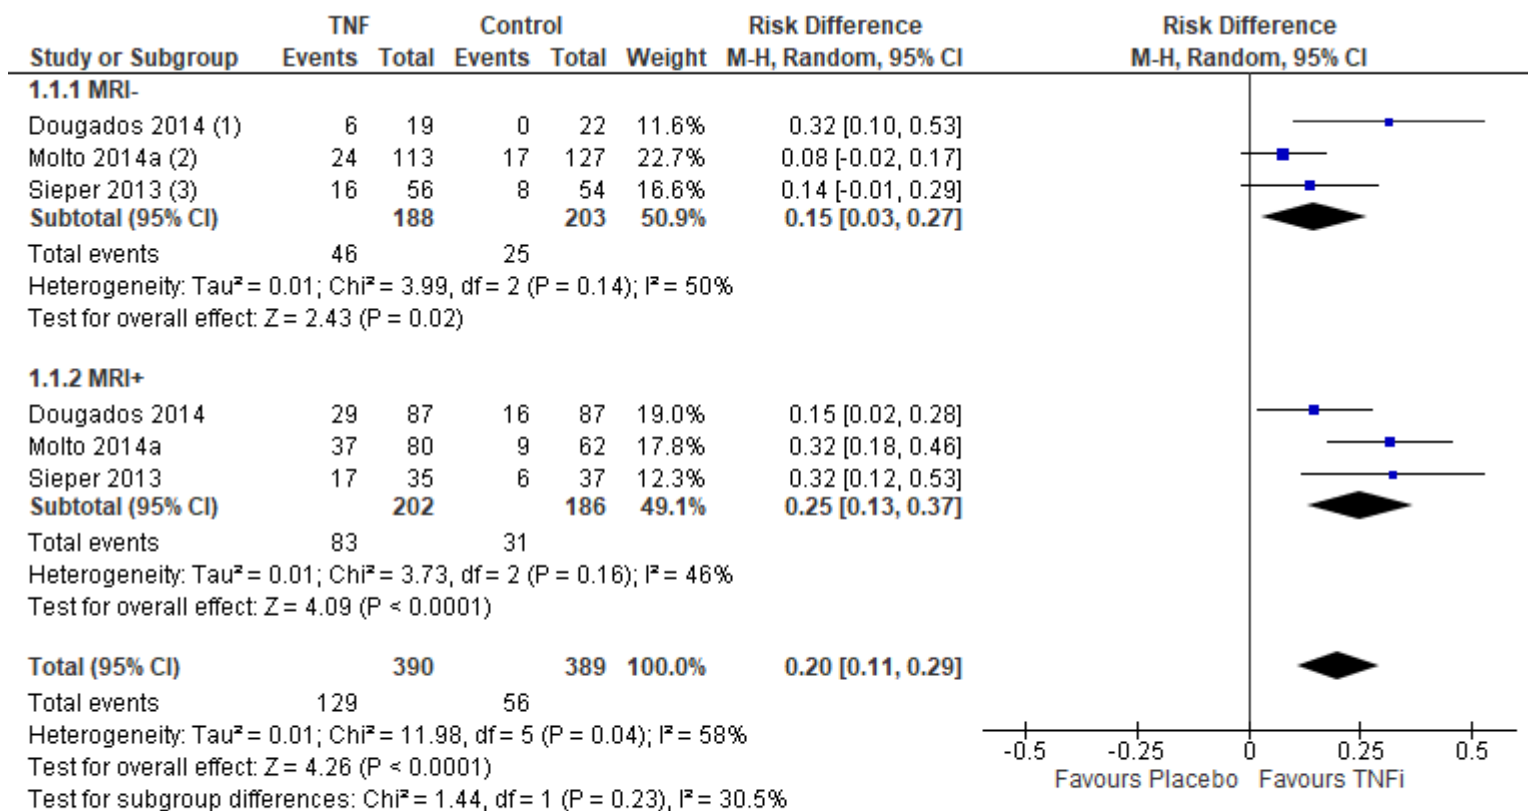 TNF Control Risk Difference Risk Difference
Study or Subgroup Events Total Events Total Weight M-H, Random, 95% CI M-H, Random, 95% CI
1.1.1 MRI-
Dougados 2014 (1) 6 19 0 22 11.6% 0.32 [0.10, 0.53]
Molto 2014a (2) 24 113 17 127 22.7% 0.08 [-0.02, 0.17]
Sieper 2013 (3) 16 56 8 54 16.6% 0.14 [-0.01, 0.29]
Subtotal (95% CI) 188 203 50.9% 0.15 [0.03, 0.27]
Total events 46 25
Heterogeneity: Tau² = 0.01; Chi² = 3.99, df = 2 (P = 0.14); I² = 50%
Test for overall effect: Z = 2.43 (P = 0.02)
1.1.2 MRI+
Dougados 2014 29 87 16 87 19.0% 0.15 [0.02, 0.28]
Molto 2014a 37 80 9 62 17.8% 0.32 [0.18, 0.46]
Sieper 2013 17 35 6 37 12.3% 0.32 [0.12, 0.53]
Subtotal (95% CI) 202 186 49.1% 0.25 [0.13, 0.37]
Total events 83 31
Heterogeneity: Tau² = 0.01; Chi² = 3.73, df = 2 (P = 0.16); I² = 46%
Test for overall effect: Z = 4.09 (P < 0.0001)
Total (95% CI) 390 389 100.0% 0.20 [0.11, 0.29]
Total events 129 56
Heterogeneity: Tau² = 0.01; Chi² = 11.98, df = 5 (P = 0.04); I² = 58%
Test for overall effect: Z = 4.26 (P < 0.0001)
Test for subgroup differences: Chi² = 1.44, df = 1 (P = 0.23), I² = 30.5%
-0.5 -0.25 0 0.25 0.5
Favours Placebo Favours TNFi